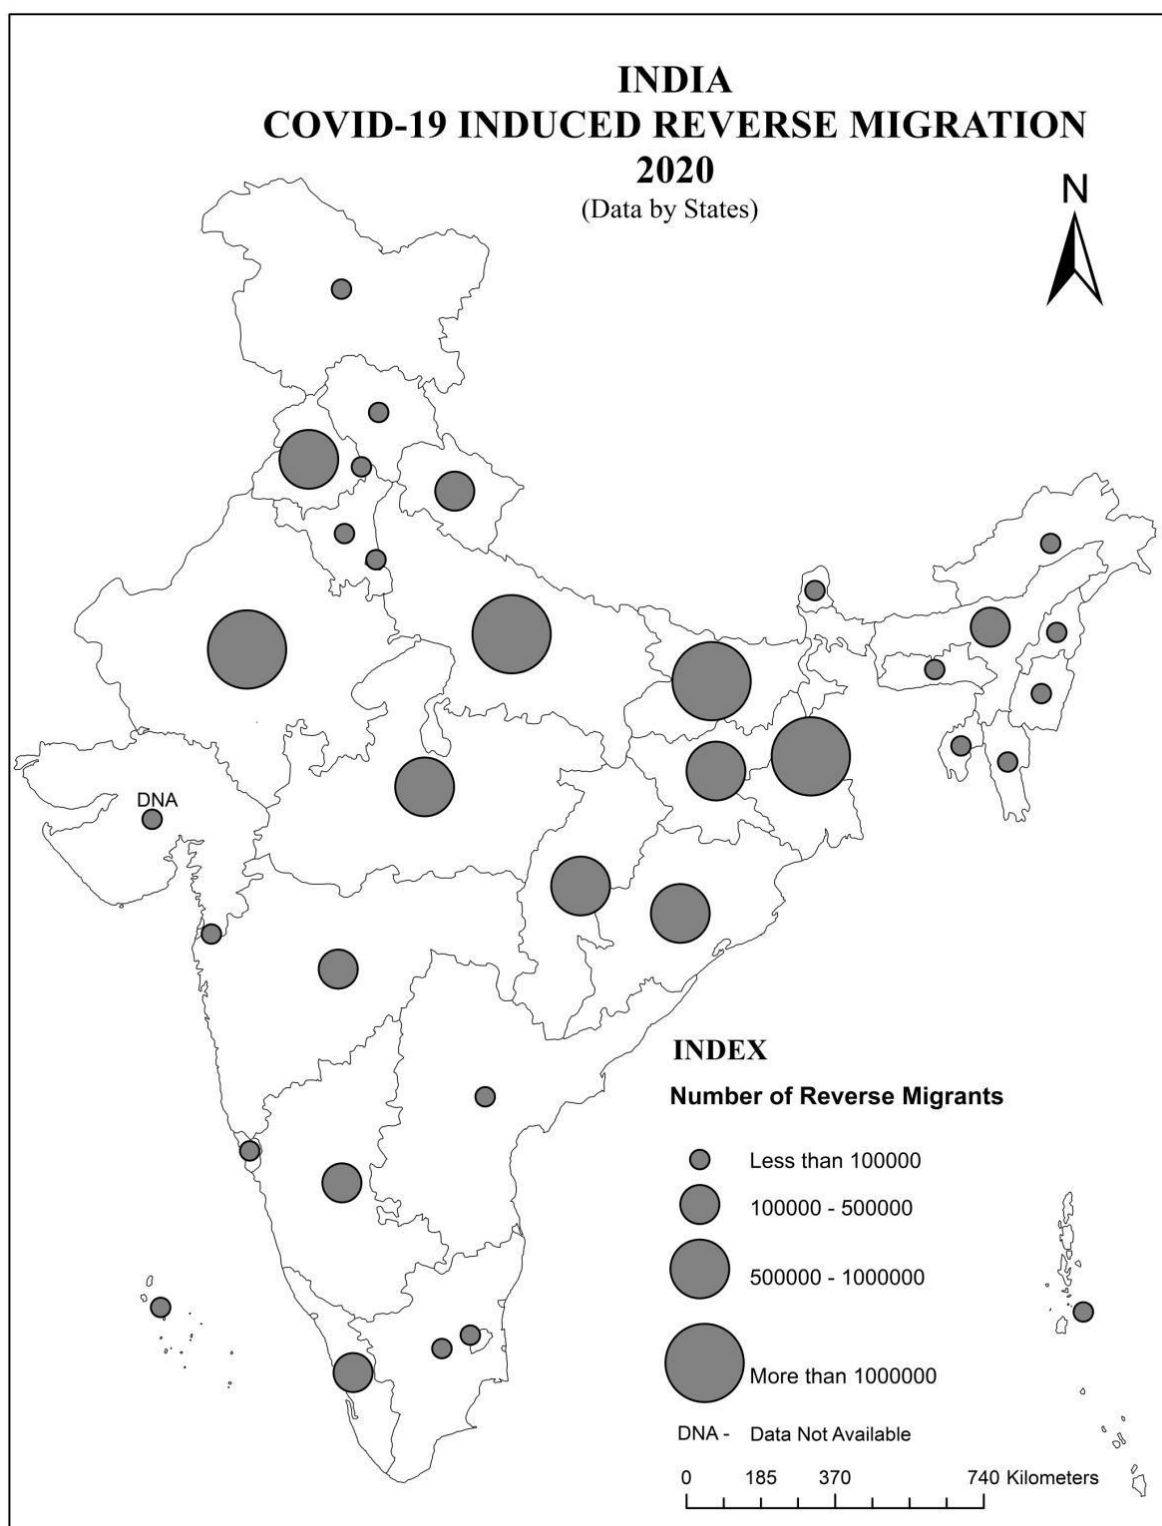 INDIA
COVID-19 INDUCED REVERSE MIGRATION
2020
(Data by States)
N
DNA
INDEX
Number of Reverse Migrants
Less than 100000
100000 - 500000
500000 - 1000000
More than 1000000
DNA - Data Not Available
0 185 370 740 Kilometers